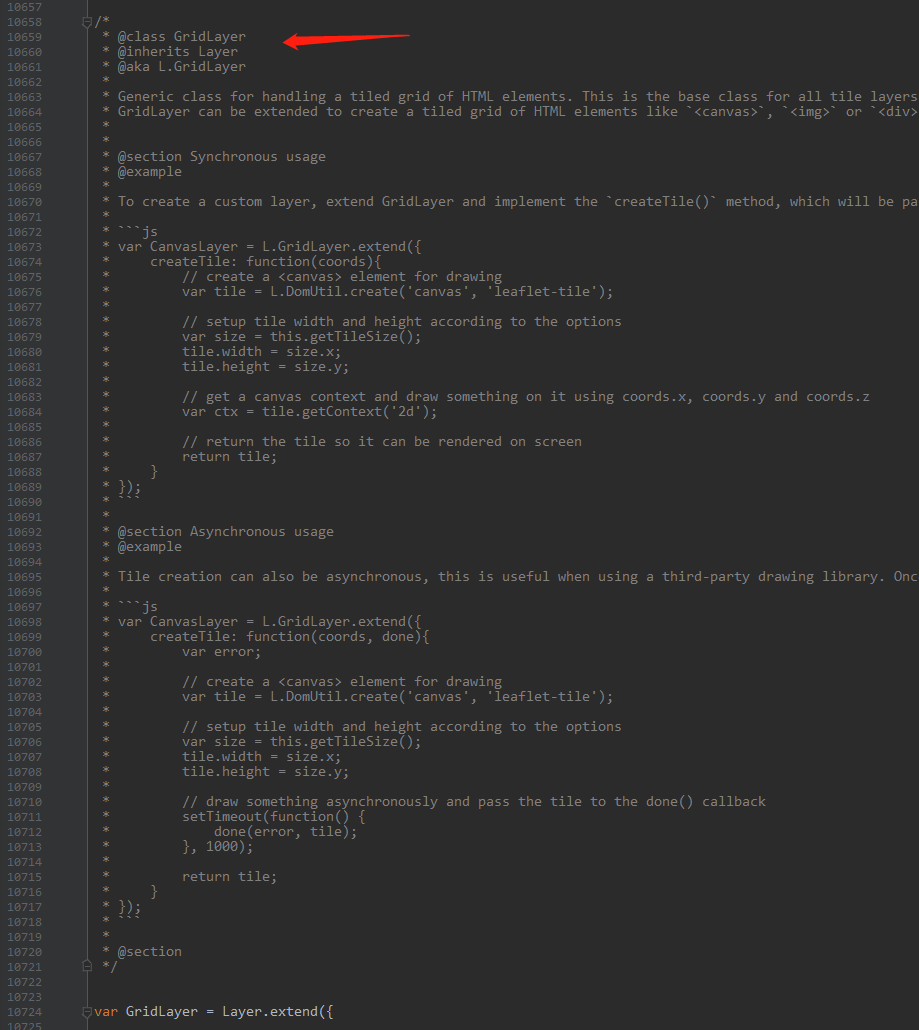 10657
10658 /*
10659  * @class GridLayer
10660  * @inherits Layer
10661  * @aka L.GridLayer
10662  *
10663  * Generic class for handling a tiled grid of HTML elements. This is the base class for all tile layers
10664  * GridLayer can be extended to create a tiled grid of HTML elements like `<canvas>`, `<img>` or `<div>
10665  *
10666  *
10667  * @section Synchronous usage
10668  * @example
10669  *
10670  * To create a custom layer, extend GridLayer and implement the `createTile()` method, which will be pa
10671  *
10672  * ```js
10673  * var CanvasLayer = L.GridLayer.extend({
10674  *     createTile: function(coords){
10675  *         // create a <canvas> element for drawing
10676  *         var tile = L.DomUtil.create('canvas', 'leaflet-tile');
10677  *
10678  *         // setup tile width and height according to the options
10679  *         var size = this.getTileSize();
10680  *         tile.width = size.x;
10681  *         tile.height = size.y;
10682  *
10683  *         // get a canvas context and draw something on it using coords.x, coords.y and coords.z
10684  *         var ctx = tile.getContext('2d');
10685  *
10686  *         // return the tile so it can be rendered on screen
10687  *         return tile;
10688  *     }
10689  * });
10690  * ```
10691  *
10692  * @section Asynchronous usage
10693  * @example
10694  *
10695  * Tile creation can also be asynchronous, this is useful when using a third-party drawing library. Onc
10696  *
10697  * ```js
10698  * var CanvasLayer = L.GridLayer.extend({
10699  *     createTile: function(coords, done){
10700  *         var error;
10701  *
10702  *         // create a <canvas> element for drawing
10703  *         var tile = L.DomUtil.create('canvas', 'leaflet-tile');
10704  *
10705  *         // setup tile width and height according to the options
10706  *         var size = this.getTileSize();
10707  *         tile.width = size.x;
10708  *         tile.height = size.y;
10709  *
10710  *         // draw something asynchronously and pass the tile to the done() callback
10711  *         setTimeout(function() {
10712  *             done(error, tile);
10713  *         }, 1000);
10714  *
10715  *         return tile;
10716  *     }
10717  * });
10718  * ```
10719  *
10720  * @section
10721  */
10722
10723
10724 var GridLayer = Layer.extend({
10725